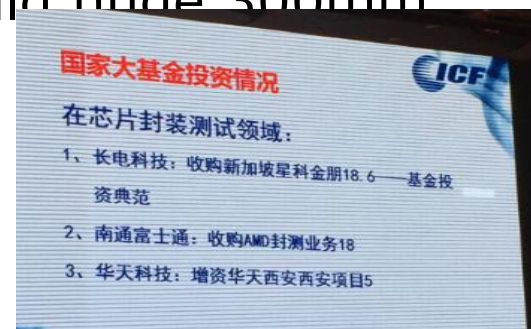 huge 300mm
国家大基金投资情况
ICF
在芯片封装测试领域:
1、长电科技：收购新加坡星科金朋18.6——基金投
资典范
2、南通富士通：收购AMD封测业务18
3、华天科技：增资华天西安西安项目5